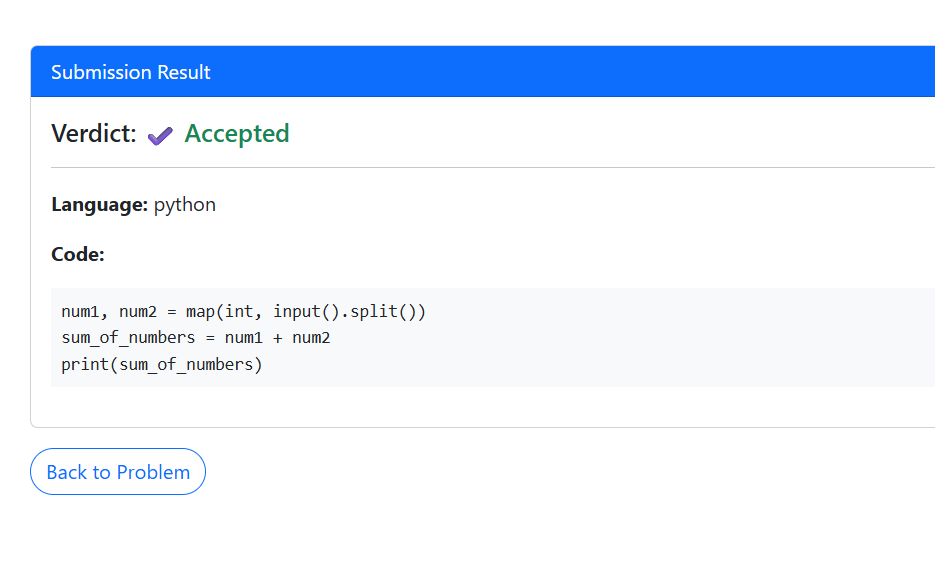 Submission Result
Verdict: ✔ Accepted
Language: python
Code:
num1, num2 = map(int, input().split())
sum_of_numbers = num1 + num2
print(sum_of_numbers)
Back to Problem